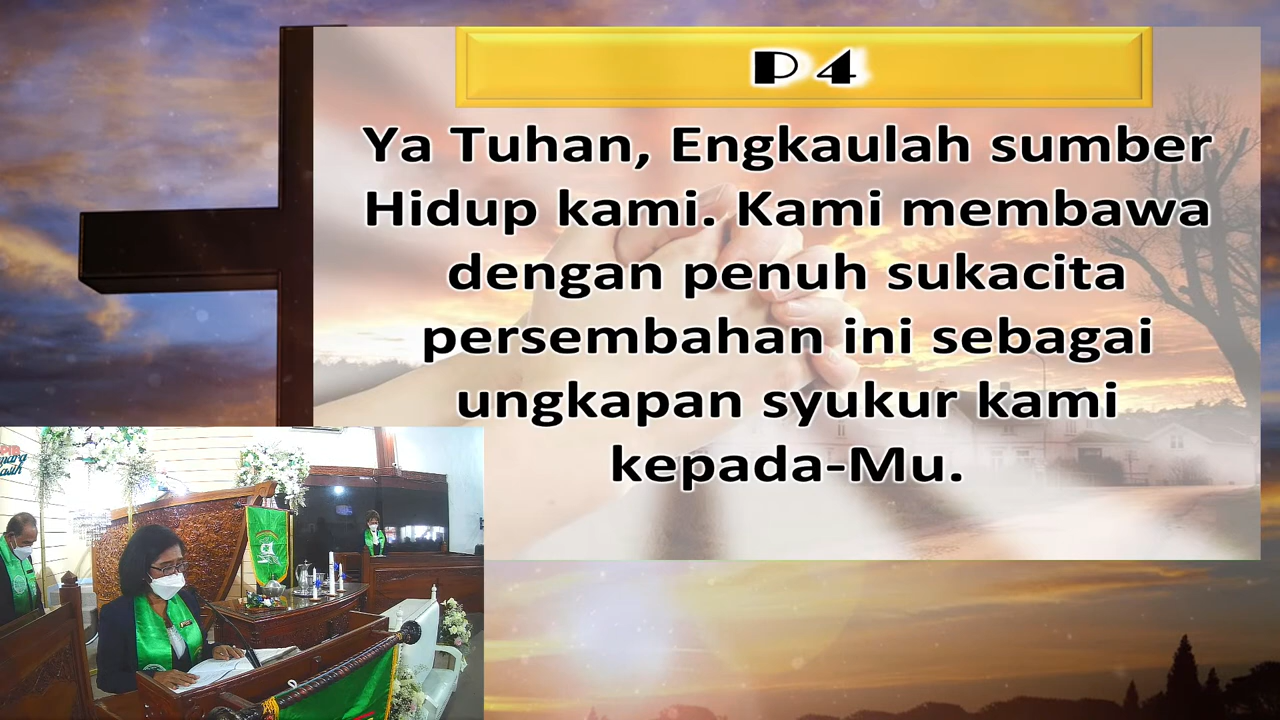 P 4
Ya Tuhan, Engkaulah sumber
Hidup kami. Kami membawa
dengan penuh sukacita
persembahan ini sebagai
ungkapan syukur kami
kepada-Mu.